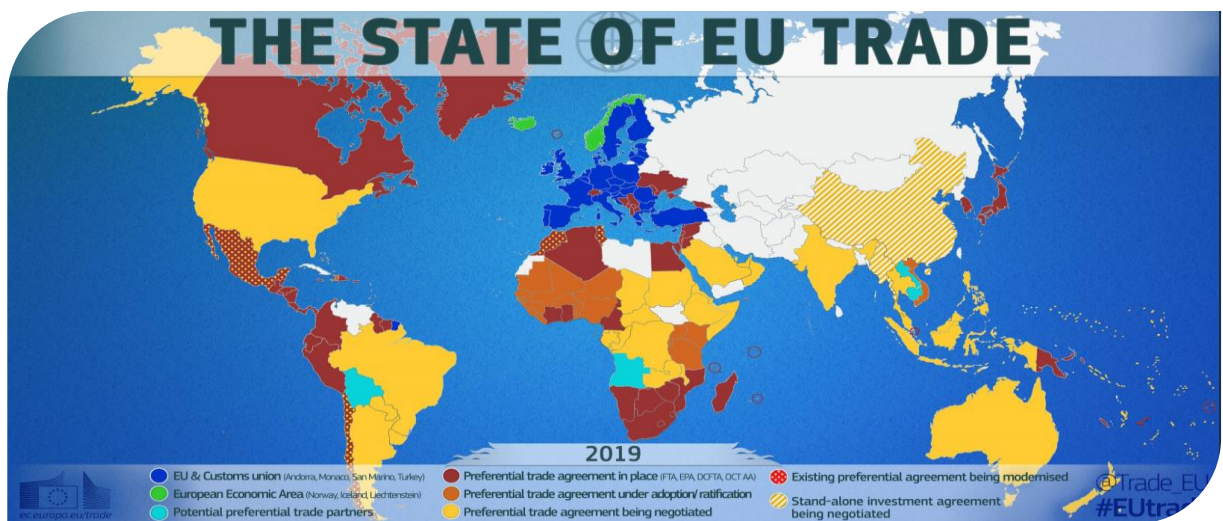 THE STATE OF EU TRADE
2019
EU & Customs union (Andorra, Monaco, San Marino, Turkey)
European Economic Area (Norway, Iceland, Liechtenstein)
Potential preferential trade partners
Preferential trade agreement in place (FTA, EPA, DCFTA, OCT AA)
Preferential trade agreement under adoption/ratification
Preferential trade agreement being negotiated
Existing preferential agreement being modernised
Stand-alone investment agreement
being negotiated
ec.europa.eu/trade
@Trade_EU
#EUtrade